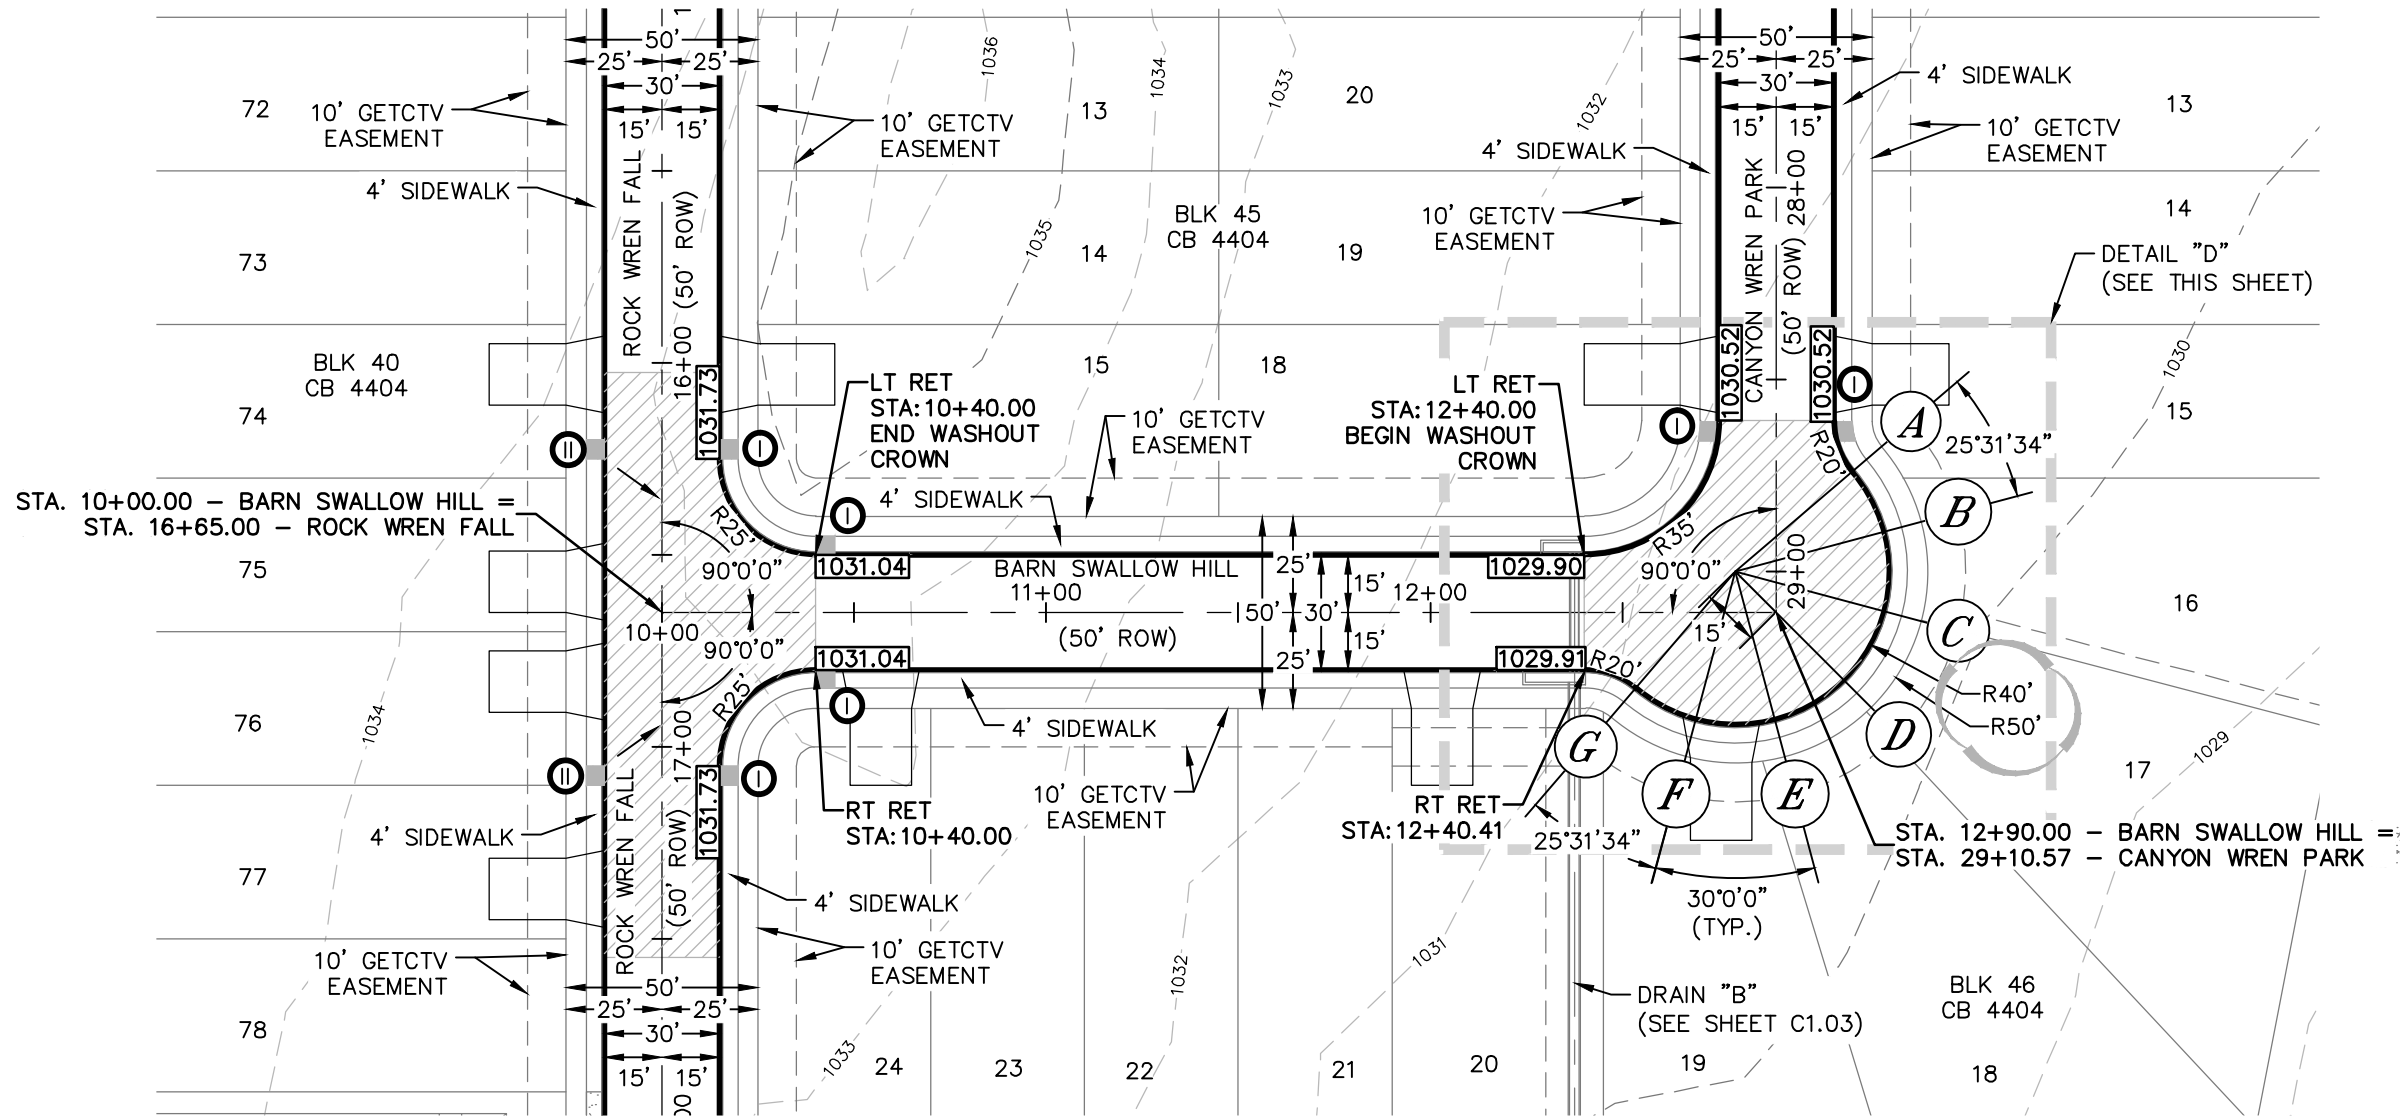 50'
25' 25'
30'
15' 15'
72
10' GETCTV
EASEMENT
4' SIDEWALK
ROCK WREN FALL
16+00 (50' ROW)
10' GETCTV
EASEMENT
1036
1034
1033
1035
1032
13
20
14
19
BLK 45
CB 4404
15
18
50'
25' 25'
30'
15' 15'
4' SIDEWALK
4' SIDEWALK
10' GETCTV
EASEMENT
10' GETCTV
EASEMENT
CANYON WREN PARK
(50' ROW) 28+00
13
14
DETAIL "D"
(SEE THIS SHEET)
1030
15
73
BLK 40
CB 4404
74
1031.73
LT RET
STA:10+40.00
END WASHOUT
CROWN
10' GETCTV
EASEMENT
4' SIDEWALK
LT RET
STA:12+40.00
BEGIN WASHOUT
CROWN
1030.52
1030.52
I
I
II
I
I
A
R20'
25°31'34"
B
STA. 10+00.00 - BARN SWALLOW HILL =
STA. 16+65.00 - ROCK WREN FALL
R25'
90°0'0"
75
10+00
90°0'0"
R25'
1031.04
BARN SWALLOW HILL
11+00
(50' ROW)
1031.04
25'
15'
50' 30'
15'
25'
12+00
1029.90
1029.91
R35'
90°0'0"
29+00
15'
R20'
C
16
R40'
R50'
D
E
F
G
76
1034
II
I
I
17+00
(50' ROW)
ROCK WREN FALL
1031.73
4' SIDEWALK
RT RET
STA:10+40.00
4' SIDEWALK
10' GETCTV
EASEMENT
RT RET
STA:12+40.41
25°31'34"
30°0'0"
(TYP.)
STA. 12+90.00 - BARN SWALLOW HILL =
STA. 29+10.57 - CANYON WREN PARK
17
1029
77
4' SIDEWALK
10' GETCTV
EASEMENT
10' GETCTV
EASEMENT
50'
25' 25'
30'
15' 15'
78
1033
1032
1031
DRAIN "B"
(SEE SHEET C1.03)
BLK 46
CB 4404
24
23
22
21
20
19
18